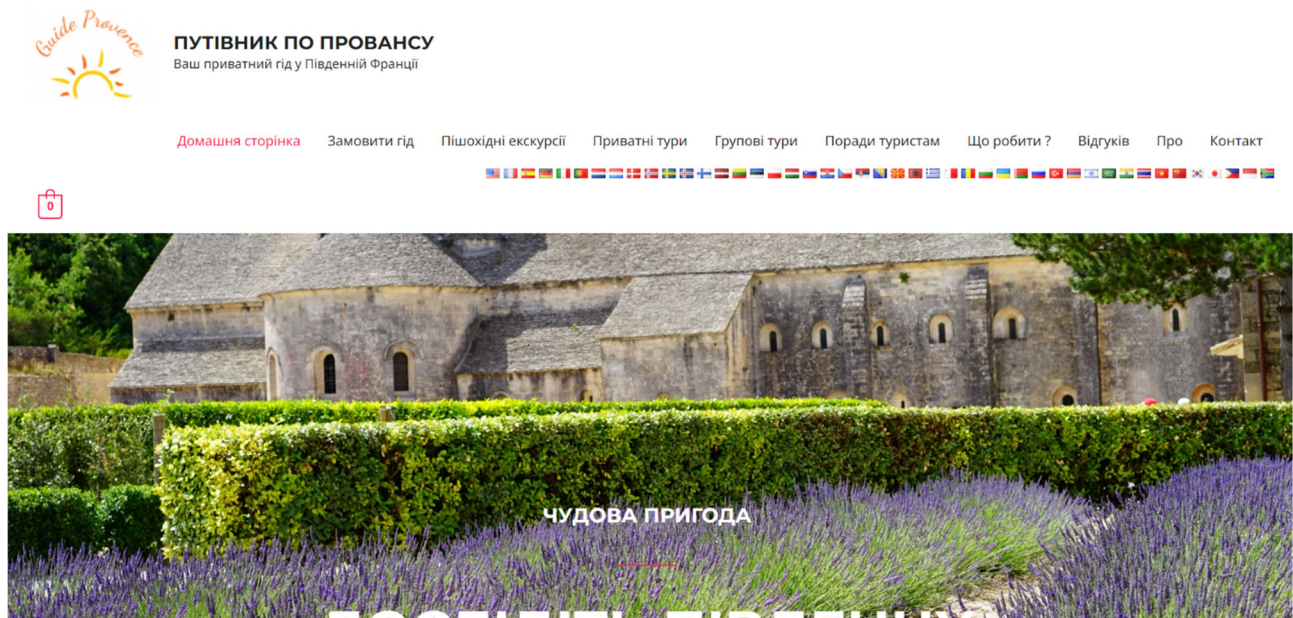 Guide Provence
ПУТІВНИК ПО ПРОВАНСУ
Ваш приватний гід у Південній Франції
Домашня сторінка Замовити гід Пішохідні екскурсії Приватні тури Групові тури Поради туристам Що робити ? Відгуків Про Контакт
0
ЧУДОВА ПРИГОДА